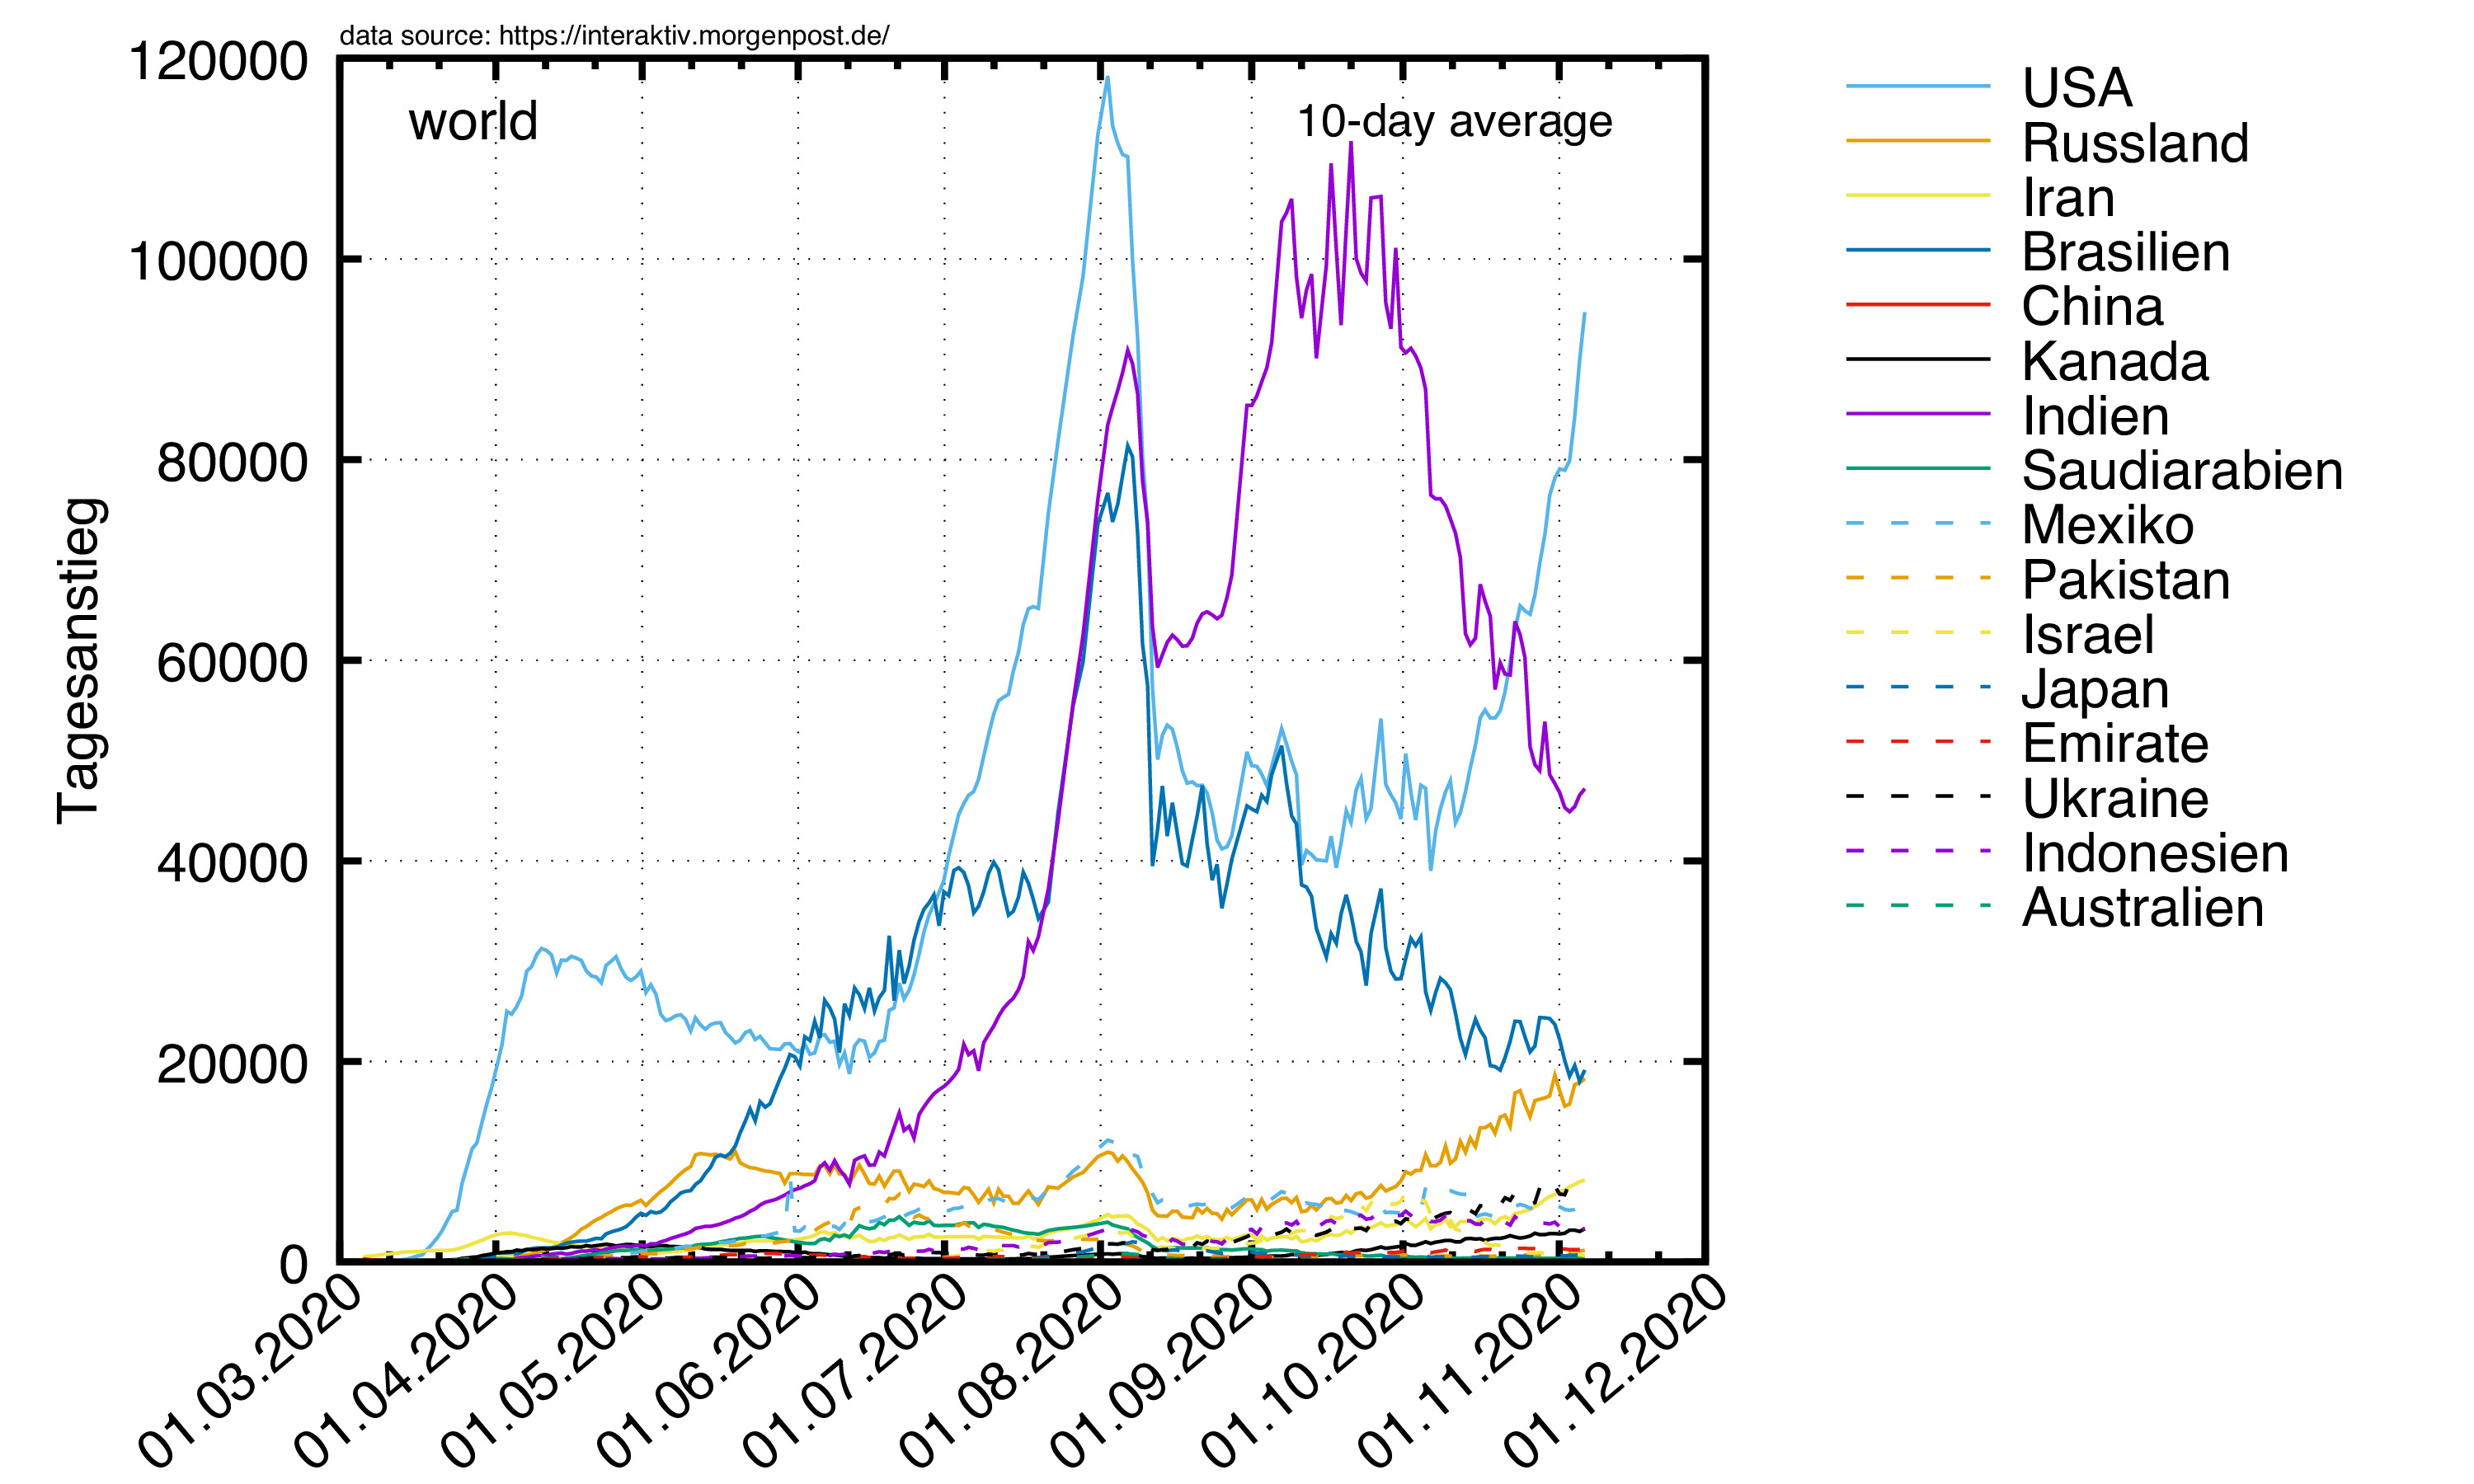 data source: https://interaktiv.morgenpost.de/
world
10-day average
Tagesanstieg
120000
100000
80000
60000
40000
20000
0
01.03.2020
01.04.2020
01.05.2020
01.06.2020
01.07.2020
01.08.2020
01.09.2020
01.10.2020
01.11.2020
01.12.2020
USA
Russland
Iran
Brasilien
China
Kanada
Indien
Saudiarabien
Mexiko
Pakistan
Israel
Japan
Emirate
Ukraine
Indonesien
Australien